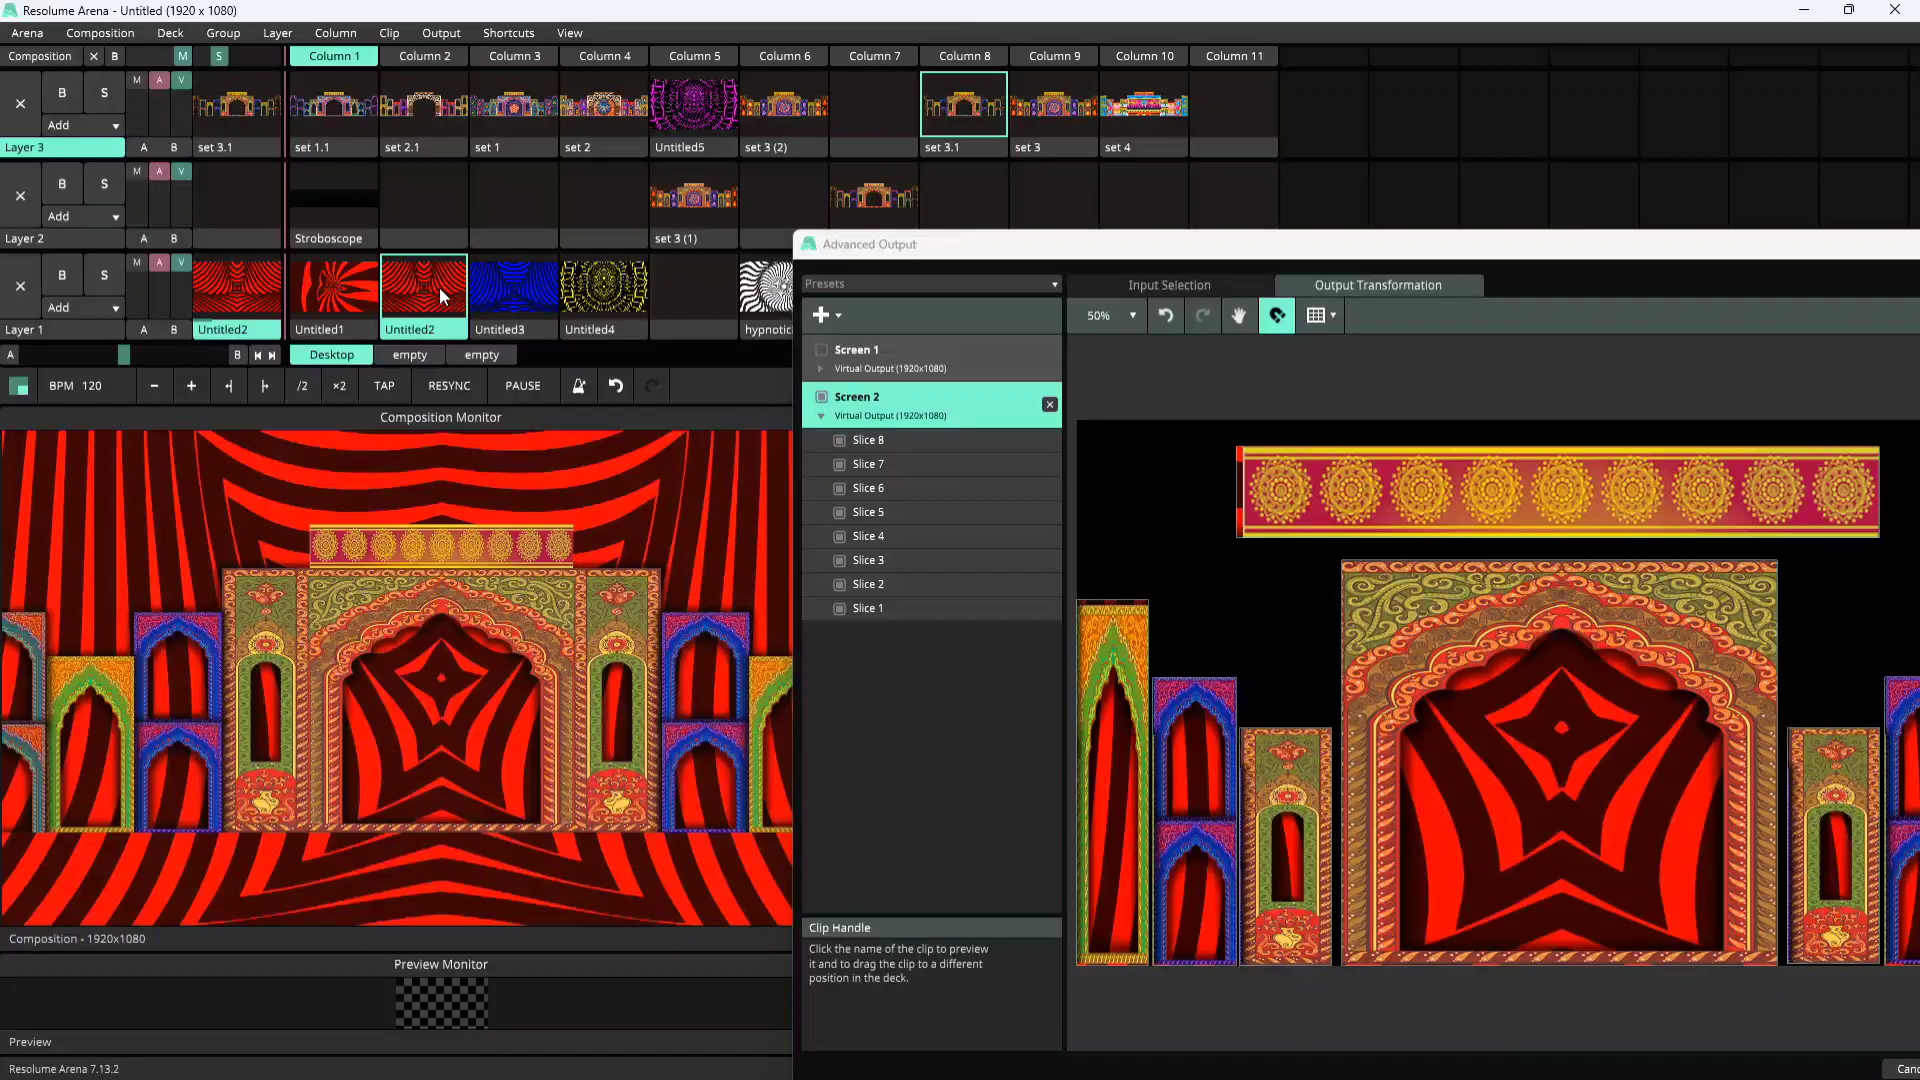 Resolume Arena - Untitled (1920 x 1080)
Arena Composition Deck Group Layer Column Clip Output Shortcuts View
Composition B M S Column 1 Column 2 Column 3 Column 4 Column 5 Column 6 Column 7 Column 8 Column 9 Column 10 Column 11
M A V
B S
Add
Layer 3 A B set 3.1 set 1.1 set 2.1 set 1 set 2 Untitled5 set 3 (2) set 3.1 set 3 set 4
M A V
B S
Add
Layer 2 A B Stroboscope set 3 (1)
Advanced Output
M A V
B S
Add
Layer 1 A B Untitled2 Untitled1 Untitled2 Untitled3 Untitled4 hypnotic
Presets
Input Selection Output Transformation
50%
A B Desktop empty empty
BPM 120 - + /2 ×2 TAP RESYNC PAUSE
Composition Monitor
Screen 1
Virtual Output (1920x1080)
Screen 2
Virtual Output (1920x1080)
Slice 8
Slice 7
Slice 6
Slice 5
Slice 4
Slice 3
Slice 2
Slice 1
Clip Handle
Click the name of the clip to preview
it and to drag the clip to a different
position in the deck.
Composition - 1920x1080
Preview Monitor
Preview
Resolume Arena 7.13.2
Canc